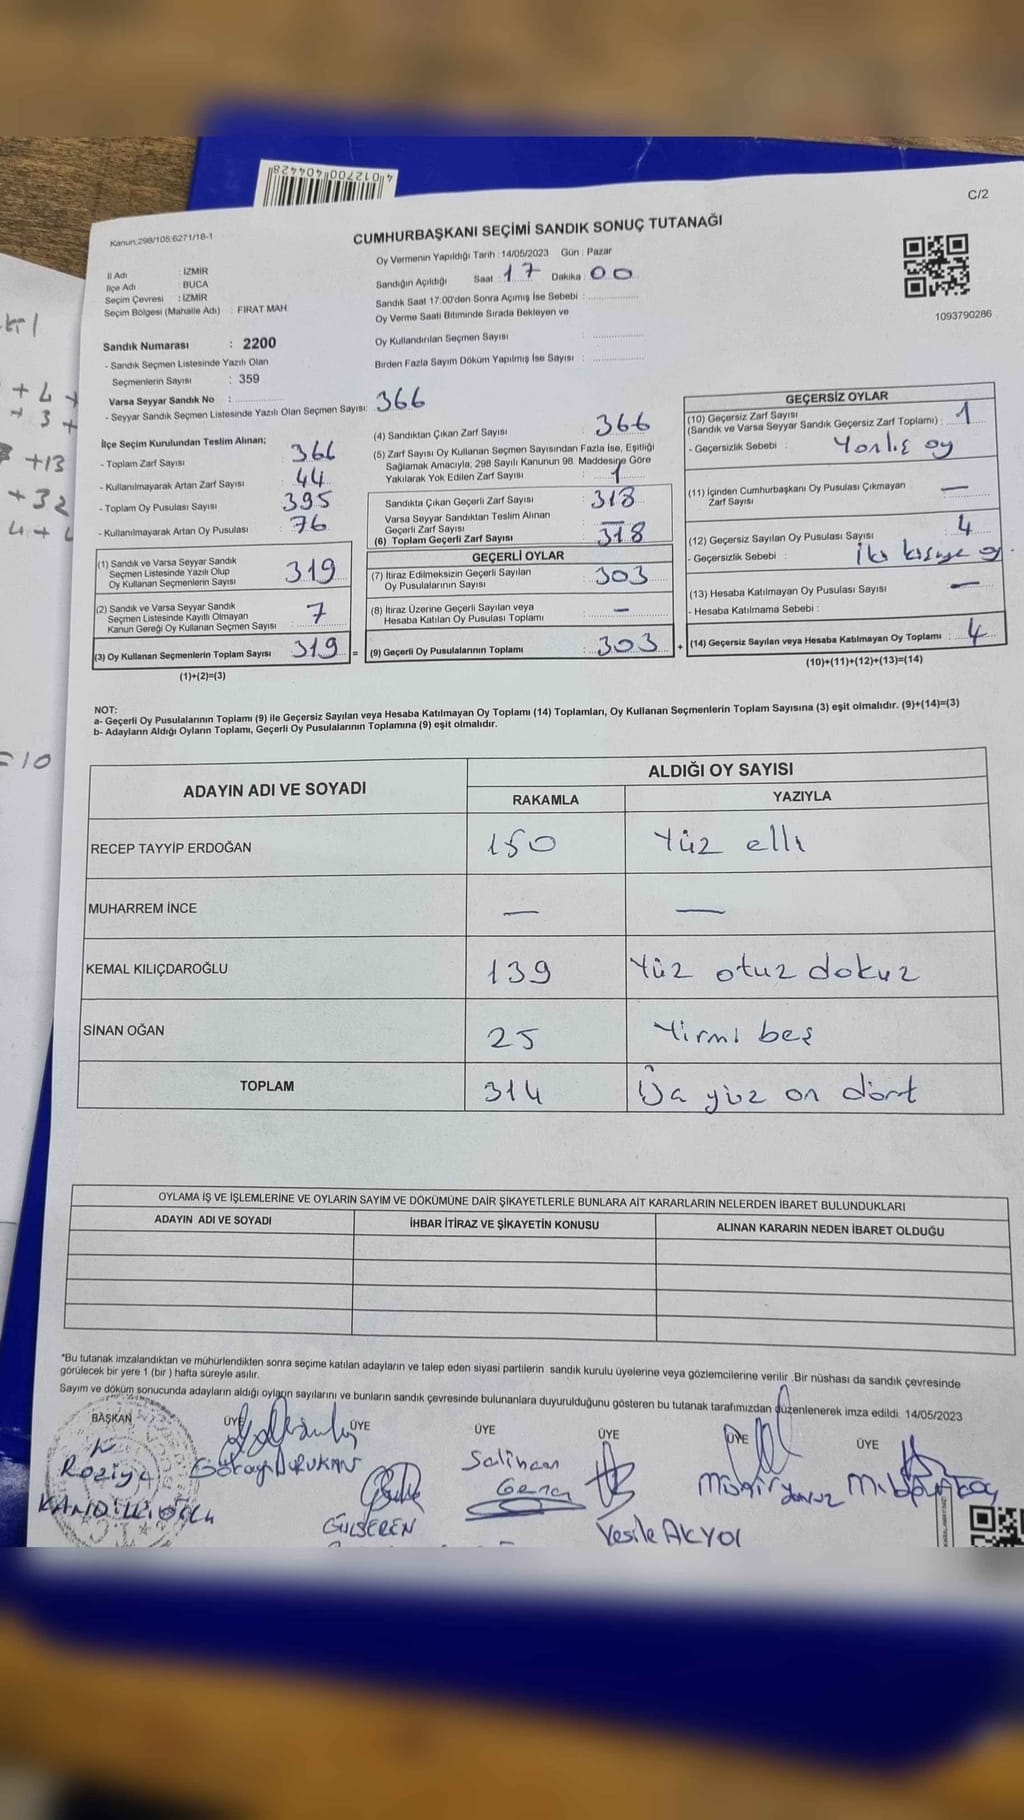 4012700404428
C/2
Kanun:298/105.6271/18-1
CUMHURBAŞKANI SEÇİMİ SANDIK SONUÇ TUTANAĞI
İl Adı : İZMİR
İlçe Adı : BUCA
Seçim Çevresi : İZMİR
Seçim Bölgesi (Mahalle Adı) : FIRAT MAH.
Sandık Numarası : 2200
- Sandık Seçmen Listesinde Yazılı Olan
Seçmenlerin Sayısı : 359
Varsa Seyyar Sandık No :
- Seyyar Sandık Seçmen Listesinde Yazılı Olan Seçmen Sayısı: 366
Oy Vermenin Yapıldığı Tarih : 14/05/2023 Gün : Pazar
Sandığın Açıldığı Saat : 17 Dakika : 00
Sandık Saat 17.00'den Sonra Açımış İse Sebebi :
Oy Verme Saati Bitiminde Sırada Bekleyen ve
Oy Kullandırılan Seçmen Sayısı :
Birden Fazla Sayım Döküm Yapılmış İse Sayısı :
1093790286
İlçe Seçim Kurulundan Teslim Alınan;
- Toplam Zarf Sayısı : 366
- Kullanılmayarak Artan Zarf Sayısı : 44
- Toplam Oy Pusulası Sayısı : 395
- Kullanılmayarak Artan Oy Pusulası : 76
(1) Sandık ve Varsa Seyyar Sandık
Seçmen Listesinde Yazılı Olup
Oy Kullanan Seçmenlerin Sayısı : 319
(2) Sandık ve Varsa Seyyar Sandık
Seçmen Listesinde Kayıtlı Olmayan
Kanun Gereği Oy Kullanan Seçmen Sayısı : 7
(3) Oy Kullanan Seçmenlerin Toplam Sayısı : 319 =
(1)+(2)=(3)
(4) Sandıktan Çıkan Zarf Sayısı : 366
(5) Zarf Sayısı Oy Kullanan Seçmen Sayısından Fazla İse, Eşitliği
Sağlamak Amacıyla; 298 Sayılı Kanunun 98. Maddesine Göre
Yakılarak Yok Edilen Zarf Sayısı : 1
Sandıkta Çıkan Geçerli Zarf Sayısı : 318
Varsa Seyyar Sandıktan Teslim Alınan
Geçerli Zarf Sayısı : —
(6) Toplam Geçerli Zarf Sayısı : 318
GEÇERLİ OYLAR
(7) İtiraz Edilmeksizin Geçerli Sayılan
Oy Pusulalarının Sayısı : 303
(8) İtiraz Üzerine Geçerli Sayılan veya
Hesaba Katılan Oy Pusulası Toplamı : —
(9) Geçerli Oy Pusulalarının Toplamı : 303 +
GEÇERSİZ OYLAR
(10) Geçersiz Zarf Sayısı
(Sandık ve Varsa Seyyar Sandık Geçersiz Zarf Toplamı) : 1
- Geçersizlik Sebebi : Yanlış oy
(11) İçinden Cumhurbaşkanı Oy Pusulası Çıkmayan
Zarf Sayısı : —
(12) Geçersiz Sayılan Oy Pusulası Sayısı : 4
- Geçersizlik Sebebi : İki kişiye oy
(13) Hesaba Katılmayan Oy Pusulası Sayısı : —
- Hesaba Katılmama Sebebi :
(14) Geçersiz Sayılan veya Hesaba Katılmayan Oy Toplamı : 4
(10)+(11)+(12)+(13)=(14)
NOT:
a- Geçerli Oy Pusulalarının Toplamı (9) ile Geçersiz Sayılan veya Hesaba Katılmayan Oy Toplamı (14) Toplamları, Oy Kullanan Seçmenlerin Toplam Sayısına (3) eşit olmalıdır. (9)+(14)=(3)
b- Adayların Aldığı Oyların Toplamı, Geçerli Oy Pusulalarının Toplamına (9) eşit olmalıdır.
ADAYIN ADI VE SOYADI ALDIĞI OY SAYISI
RAKAMLA YAZIYLA
RECEP TAYYİP ERDOĞAN 150 Yüz elli
MUHARREM İNCE — —
KEMAL KILIÇDAROĞLU 139 Yüz otuz dokuz
SİNAN OĞAN 25 Yirmi beş
TOPLAM 314 yüz on dört
OYLAMA İŞ VE İŞLEMLERİNE VE OYLARIN SAYIM VE DÖKÜMÜNE DAİR ŞİKAYETLERLE BUNLARA AİT KARARLARIN NELERDEN İBARET BULUNDUKLARI
ADAYIN ADI VE SOYADI İHBAR İTİRAZ VE ŞİKAYETİN KONUSU ALINAN KARARIN NEDEN İBARET OLDUĞU
*Bu tutanak imzalandıktan ve mühürlendikten sonra seçime katılan adayların ve talep eden siyasi partilerin sandık kurulu üyelerine veya gözlemcilerine verilir .Bir nüshası da sandık çevresinde
görülecek bir yere 1 (bir ) hafta süreyle asılır.
Sayım ve döküm sonucunda adayların aldığı oyların sayılarını ve bunların sandık çevresinde bulunanlara duyurulduğunu gösteren bu tutanak tarafımızdan düzenlenerek imza edildi. 14/05/2023
BAŞKAN ÜYE ÜYE ÜYE ÜYE ÜYE ÜYE
Gökay DURUKAN
GÜLSEREN
Salihcan
Genç
Yesile AKYOL
+13
+32
=10